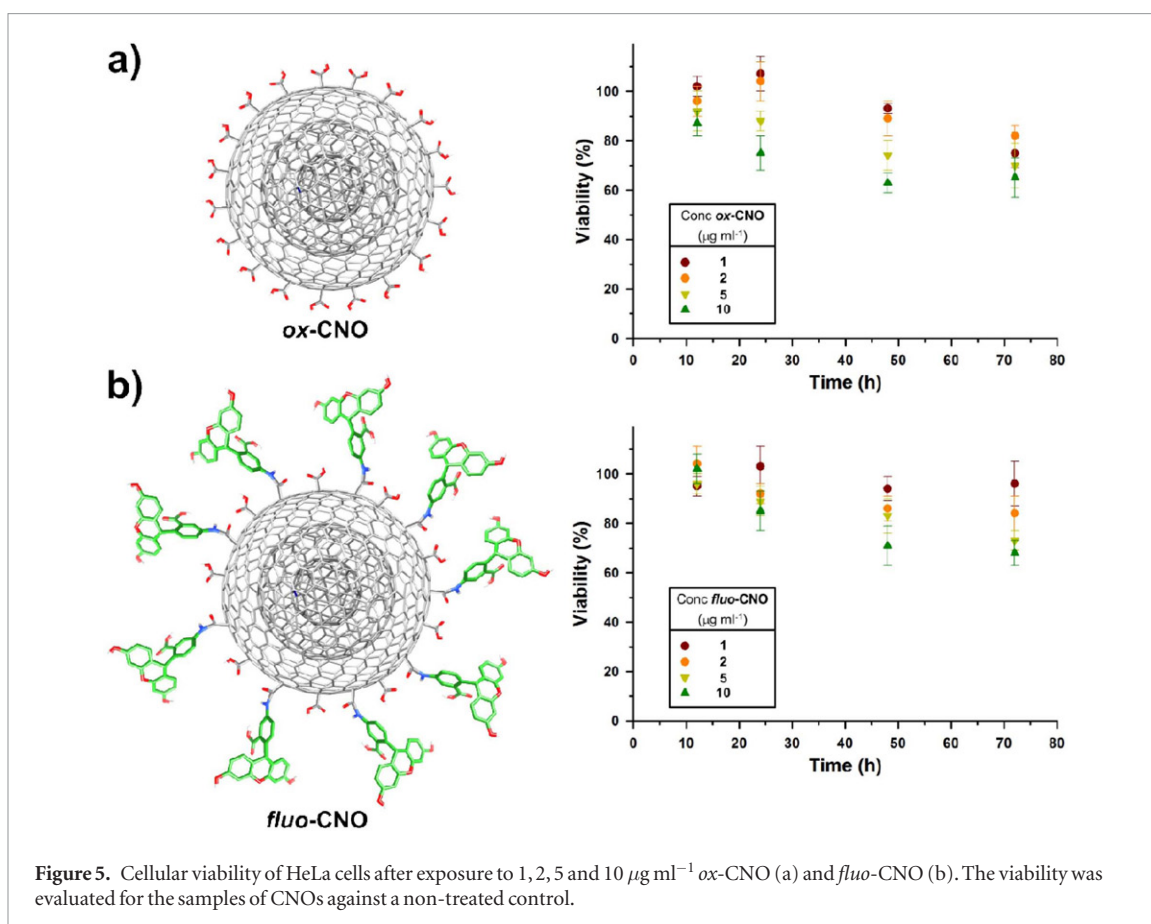 a)
ox-CNO
Viability (%)
100
80
60
40
20
0
Conc ox-CNO
(μg ml⁻¹)
1
2
5
10
0 10 20 30 40 50 60 70 80
Time (h)
b)
fluo-CNO
Viability (%)
100
80
60
40
20
0
Conc fluo-CNO
(μg ml⁻¹)
1
2
5
10
0 10 20 30 40 50 60 70 80
Time (h)
Figure 5. Cellular viability of HeLa cells after exposure to 1, 2, 5 and 10 μg ml⁻¹ ox-CNO (a) and fluo-CNO (b). The viability was
evaluated for the samples of CNOs against a non-treated control.